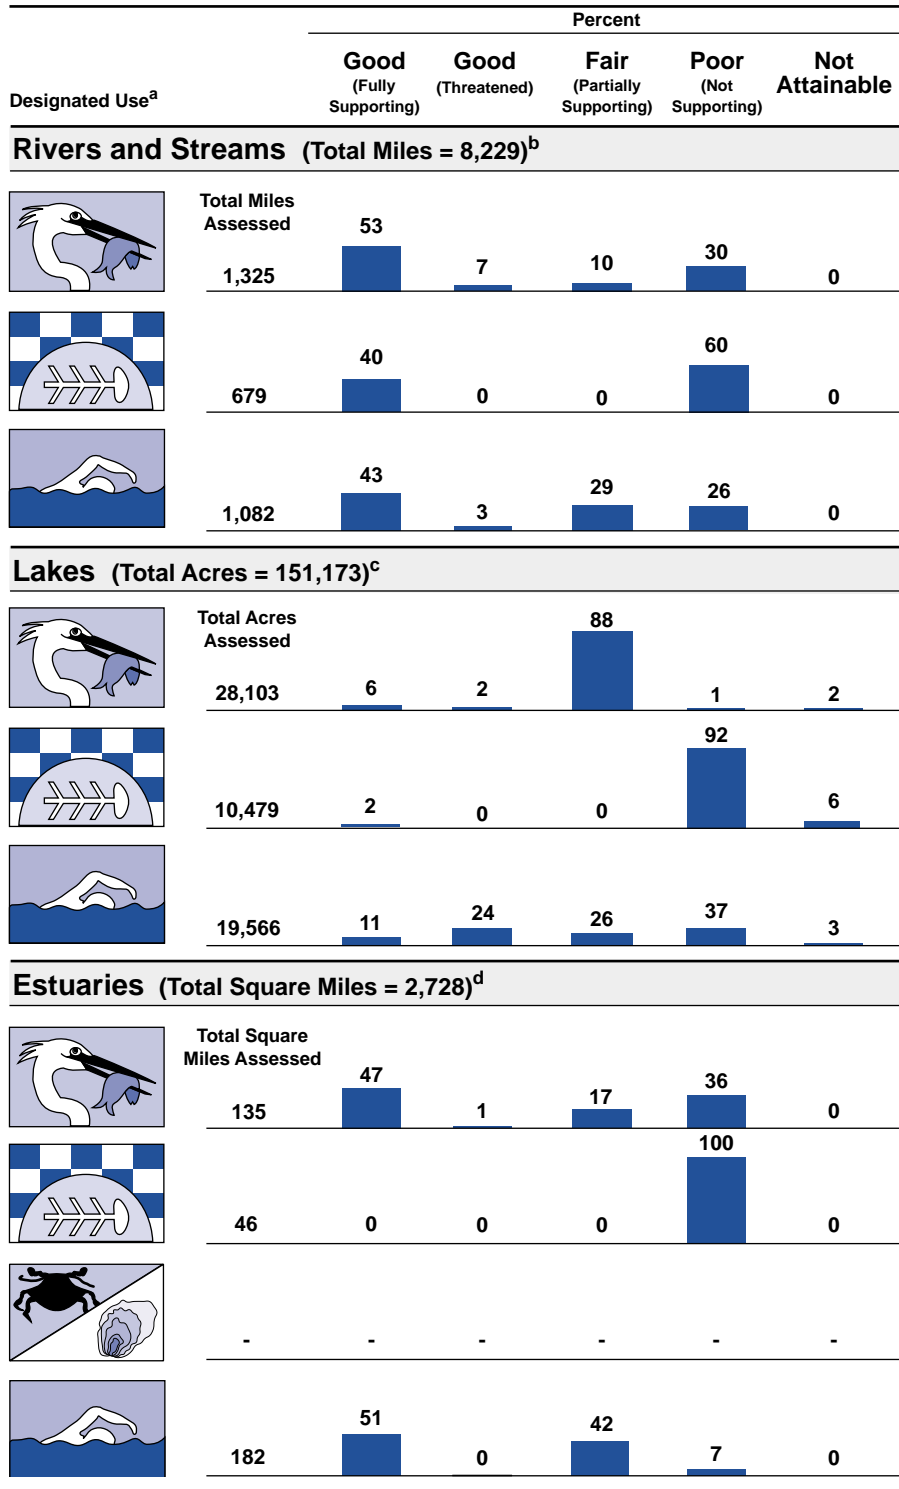 Percent
Designated Use^a
Good (Fully Supporting)
Good (Threatened)
Fair (Partially Supporting)
Poor (Not Supporting)
Not Attainable
Rivers and Streams (Total Miles = 8,229)^b
Total Miles
Assessed
1,325 53 7 10 30 0
679 40 0 0 60 0
1,082 43 3 29 26 0
Lakes (Total Acres = 151,173)^c
Total Acres
Assessed
28,103 6 2 88 1 2
10,479 2 0 0 92 6
19,566 11 24 26 37 3
Estuaries (Total Square Miles = 2,728)^d
Total Square
Miles Assessed
135 47 1 17 36 0
46 0 0 0 100 0
- - - - - -
182 51 0 42 7 0